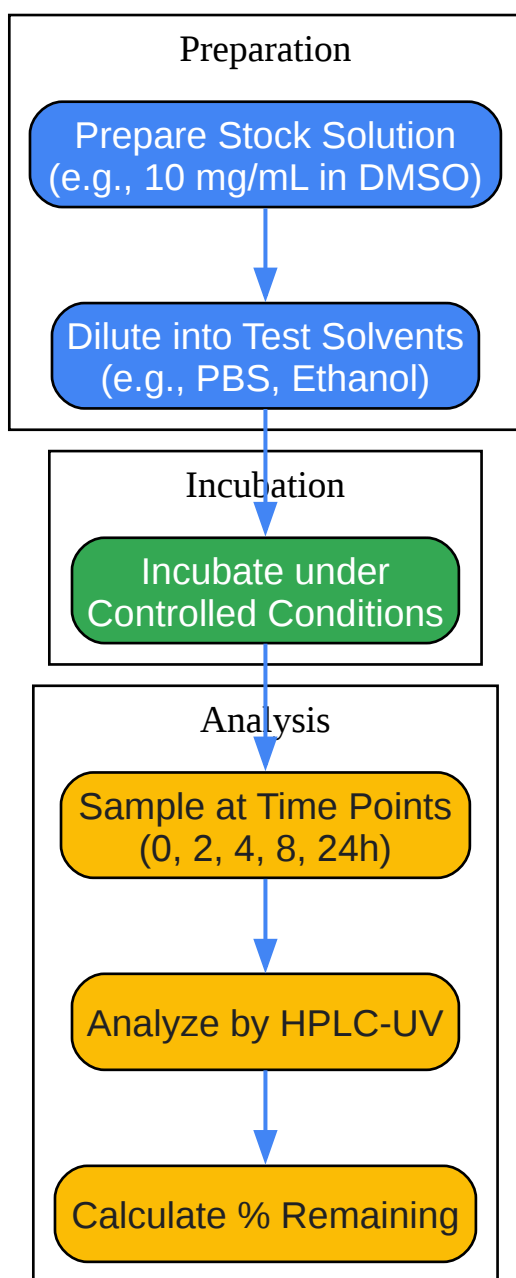 Preparation
Prepare Stock Solution
(e.g., 10 mg/mL in DMSO)
Dilute into Test Solvents
(e.g., PBS, Ethanol)
Incubation
Incubate under
Controlled Conditions
Analysis
Sample at Time Points
(0, 2, 4, 8, 24h)
Analyze by HPLC-UV
Calculate % Remaining